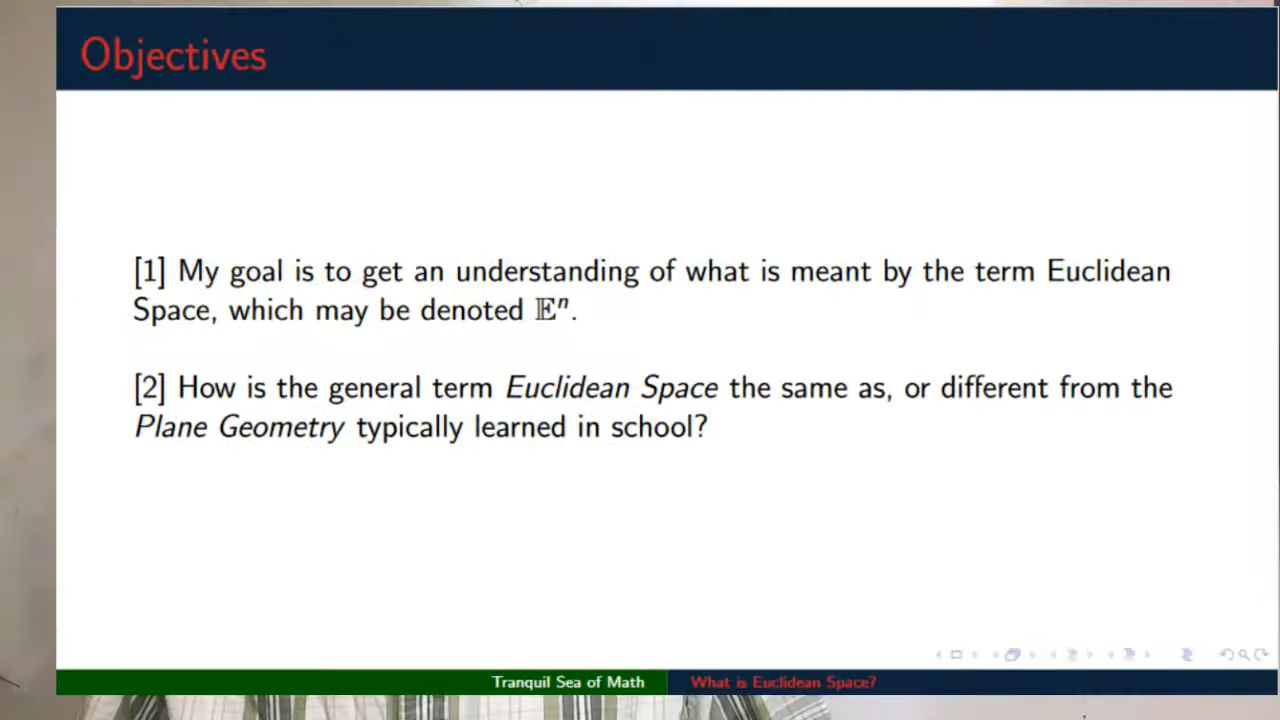 Objectives
[1] My goal is to get an understanding of what is meant by the term Euclidean
Space, which may be denoted 𝔼ⁿ.
[2] How is the general term Euclidean Space the same as, or different from the
Plane Geometry typically learned in school?
Tranquil Sea of Math
What is Euclidean Space?